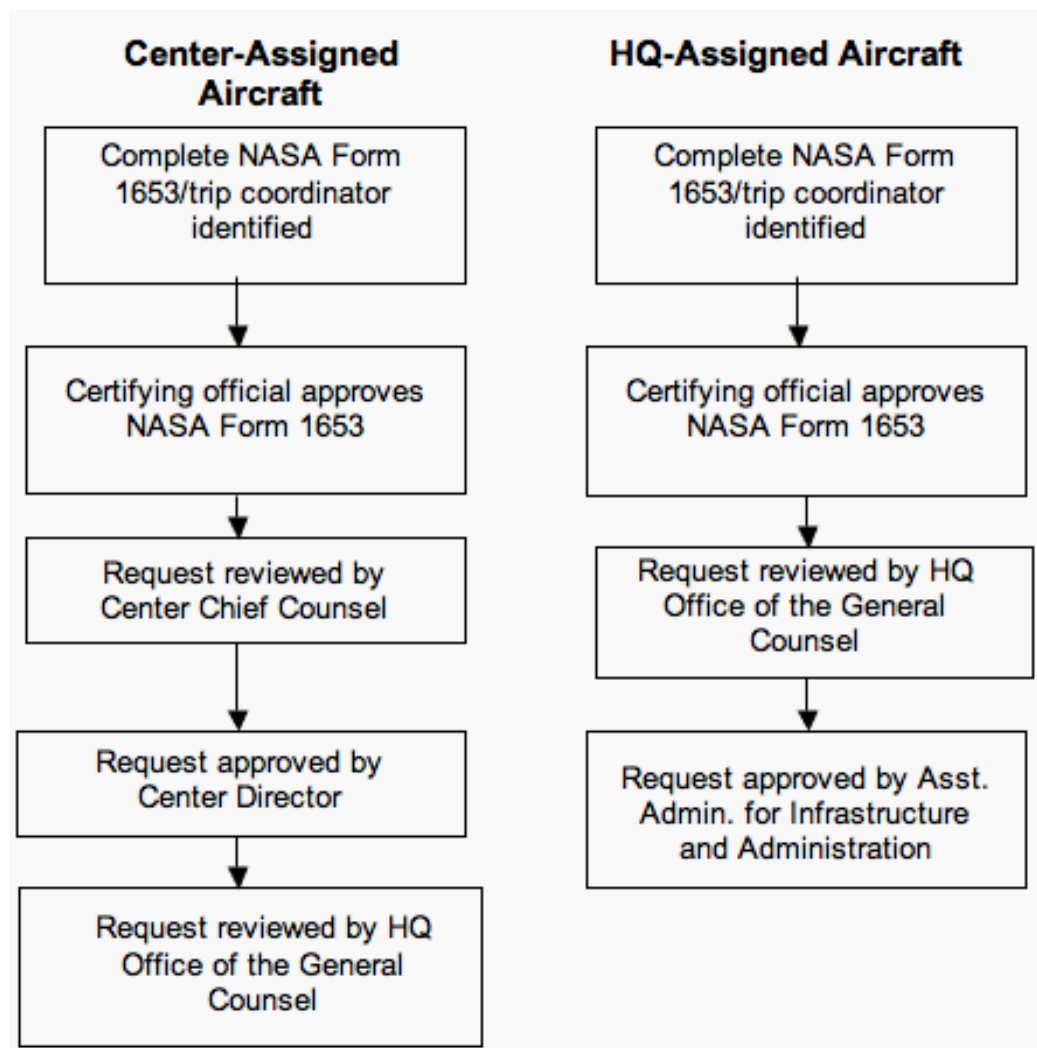 Center-Assigned
Aircraft
Complete NASA Form
1653/trip coordinator
identified
Certifying official approves
NASA Form 1653
Request reviewed by
Center Chief Counsel
Request approved by
Center Director
Request reviewed by HQ
Office of the General
Counsel
HQ-Assigned Aircraft
Complete NASA Form
1653/trip coordinator
identified
Certifying official approves
NASA Form 1653
Request reviewed by HQ
Office of the General
Counsel
Request approved by Asst.
Admin. for Infrastructure
and Administration